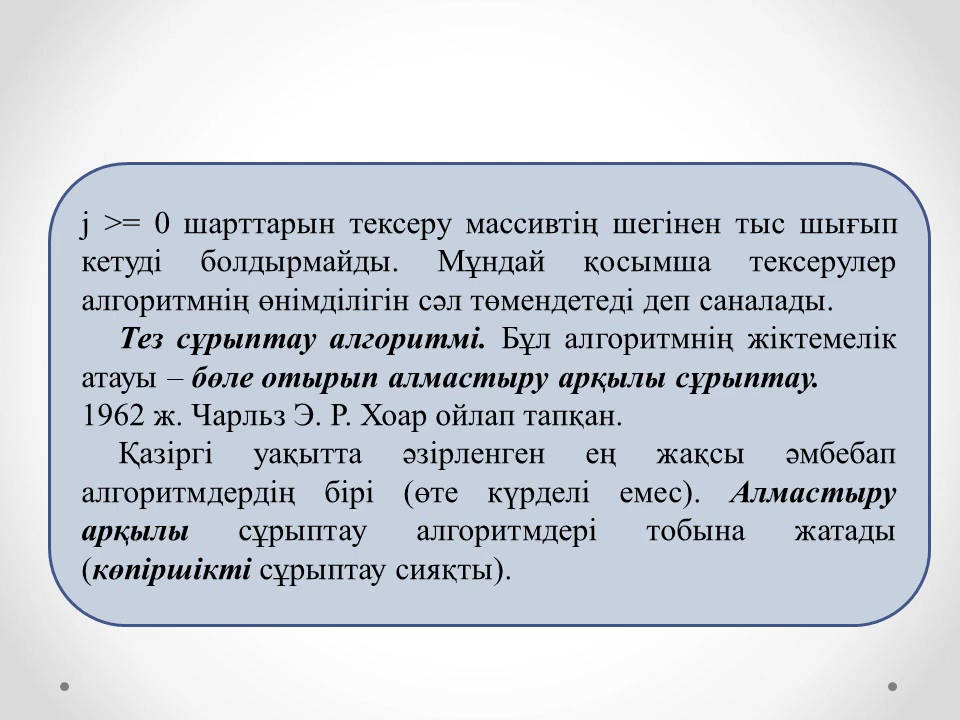 j >= 0 шарттарын тексеру массивтің шегінен тыс шығып
кетуді болдырмайды. Мұндай қосымша тексерулер
алгоритмнің өнімділігін сәл төмендетеді деп саналады.
Тез сұрыптау алгоритмі. Бұл алгоритмнің жіктемелік
атауы – бөле отырып алмастыру арқылы сұрыптау.
1962 ж. Чарльз Э. Р. Хоар ойлап тапқан.
Қазіргі уақытта әзірленген ең жақсы әмбебап
алгоритмдердің бірі (өте күрделі емес). Алмастыру
арқылы сұрыптау алгоритмдері тобына жатады
(көпіршікті сұрыптау сияқты).